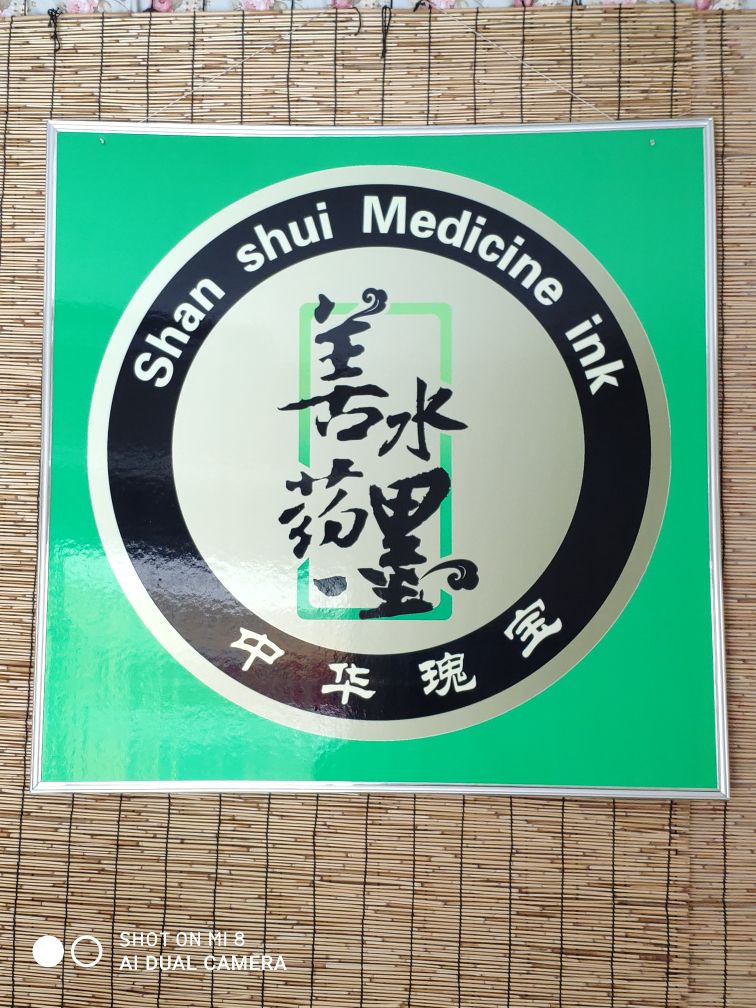 Shan shui Medicine ink
善水
药墨
中华瑰宝
SHOT ON MI 8
AI DUAL CAMERA